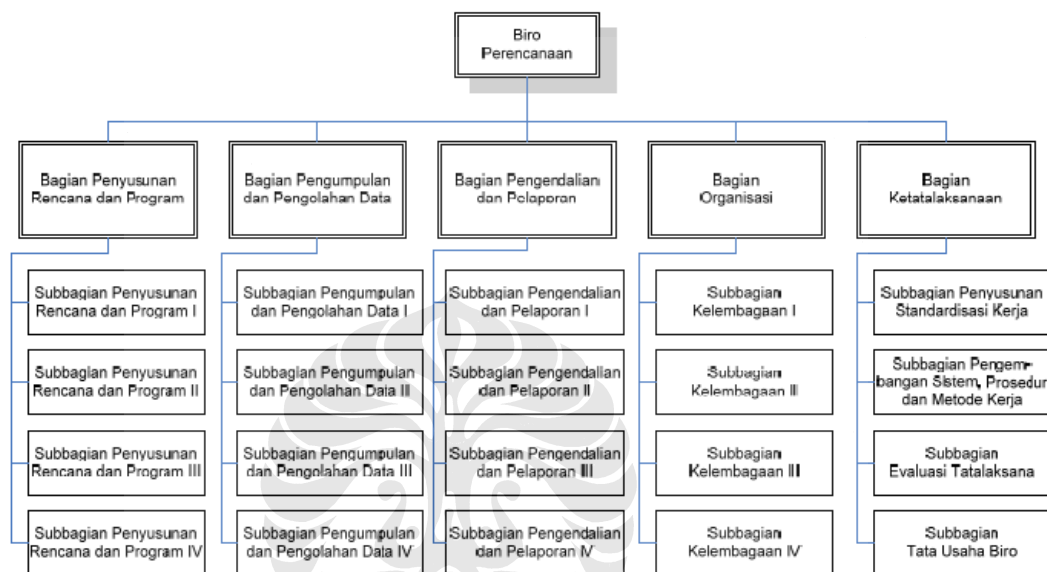 Biro
Perencanaan
Bagian Penyusunan
Rencana dan Program
Bagian Pengumpulan
dan Pengolahan Data
Bagian Pengendalian
dan Pelaporan
Bagian
Organisasi
Bagian
Ketatalaksanaan
Subbagian Penyusunan
Rencana dan Program I
Subbagian Pengumpulan
dan Pengolahan Data I
Subbagian Pengendalian
dan Pelaporan I
Subbagian
Kelembagaan I
Subbagian Penyusunan
Standardisasi Kerja
Subbagian Penyusunan
Rencana dan Program II
Subbagian Pengumpulan
dan Pengolahan Data II
Subbagian Pengendalian
dan Pelaporan II
Subbagian
Kelembagaan II
Subbagian Pengem-
bangan Sistem, Prosedur
dan Metode Kerja
Subbagian Penyusunan
Rencana dan Program III
Subbagian Pengumpulan
dan Pengolahan Data III
Subbagian Pengendalian
dan Pelaporan III
Subbagian
Kelembagaan III
Subbagian
Evaluasi Tatalaksana
Subbagian Penyusunan
Rencana dan Program IV
Subbagian Pengumpulan
dan Pengolahan Data IV
Subbagian Pengendalian
dan Pelaporan IV
Subbagian
Kelembagaan IV
Subbagian
Tata Usaha Biro